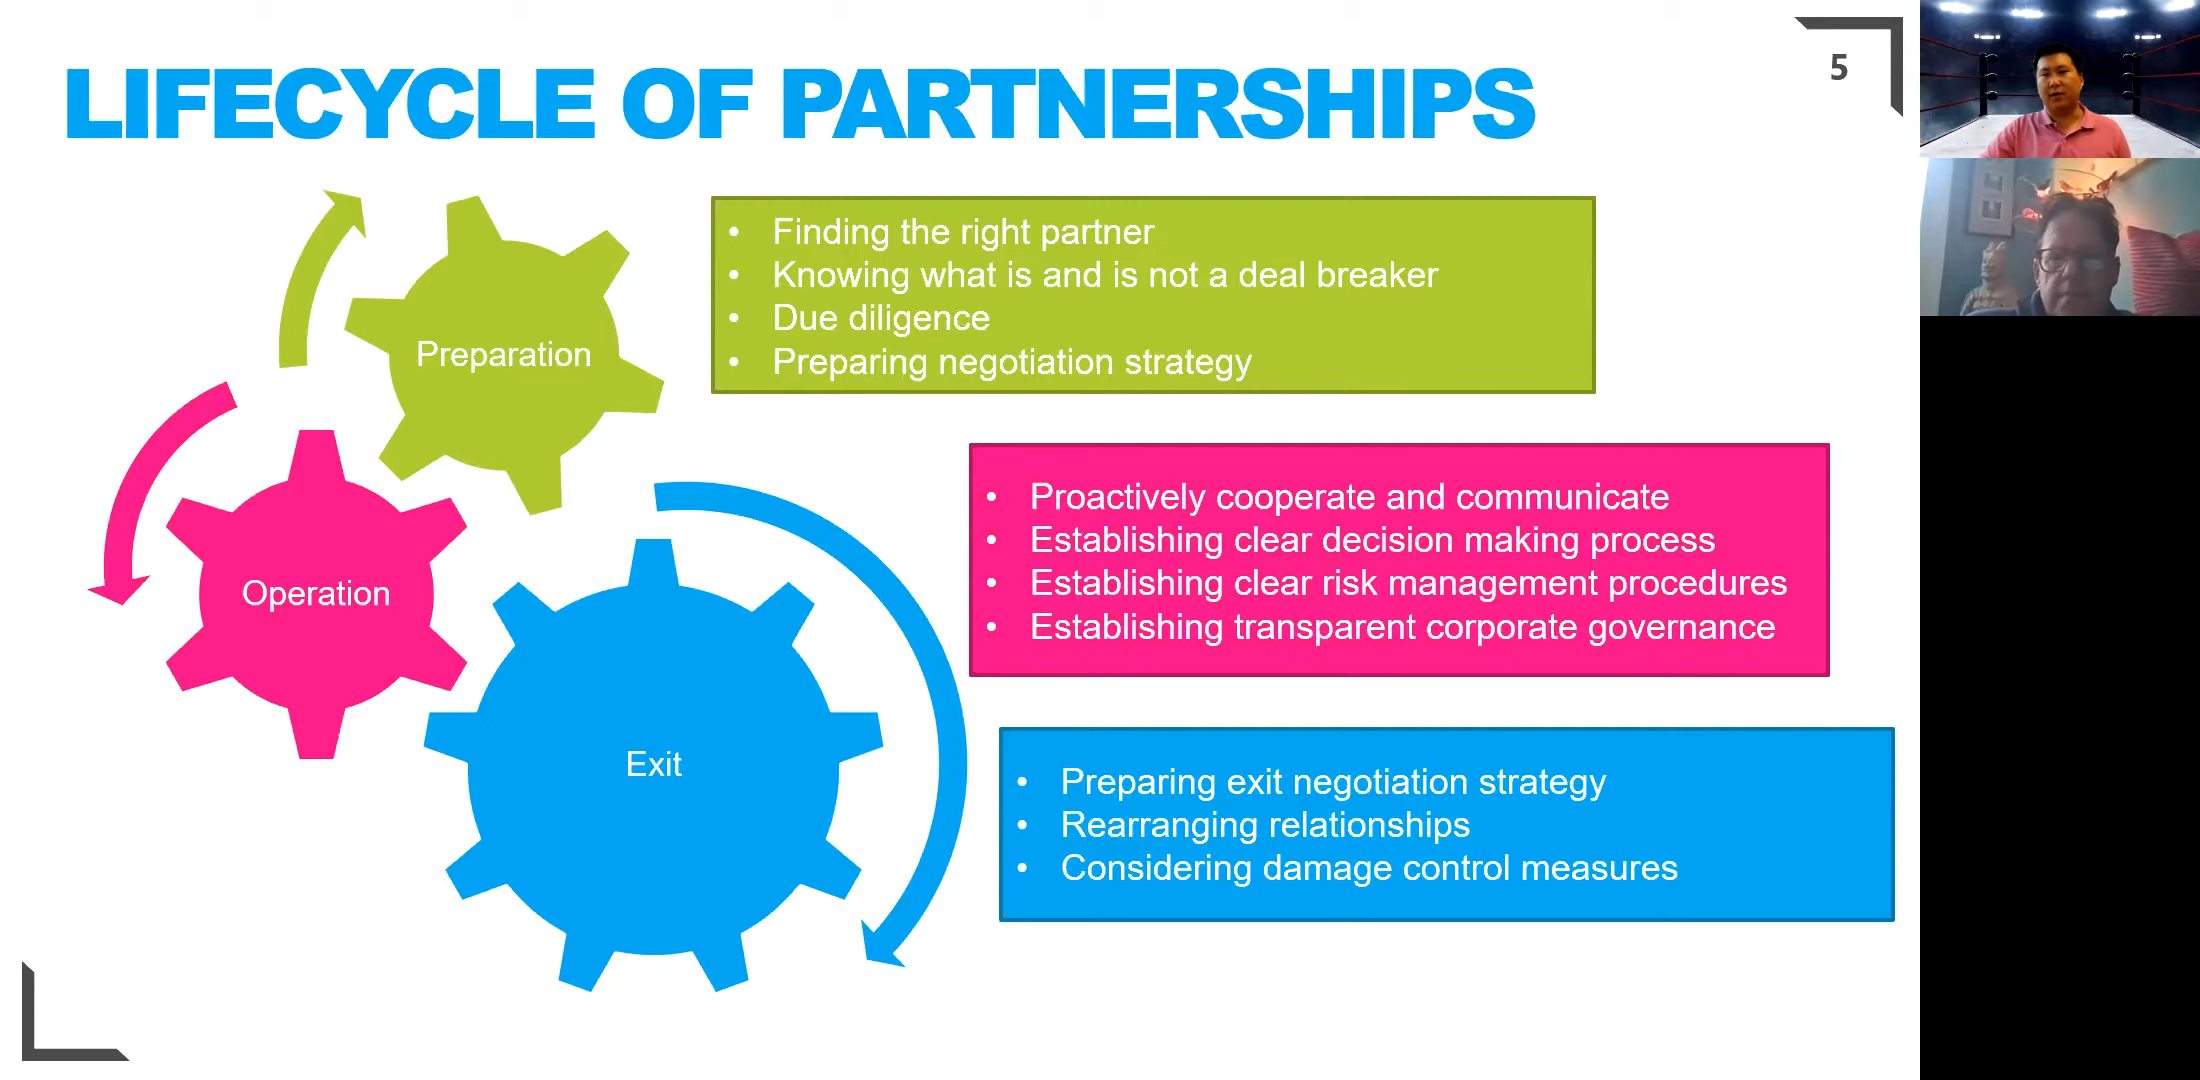 LIFECYCLE OF PARTNERSHIPS
5
Preparation
• Finding the right partner
• Knowing what is and is not a deal breaker
• Due diligence
• Preparing negotiation strategy
Operation
• Proactively cooperate and communicate
• Establishing clear decision making process
• Establishing clear risk management procedures
• Establishing transparent corporate governance
Exit
• Preparing exit negotiation strategy
• Rearranging relationships
• Considering damage control measures